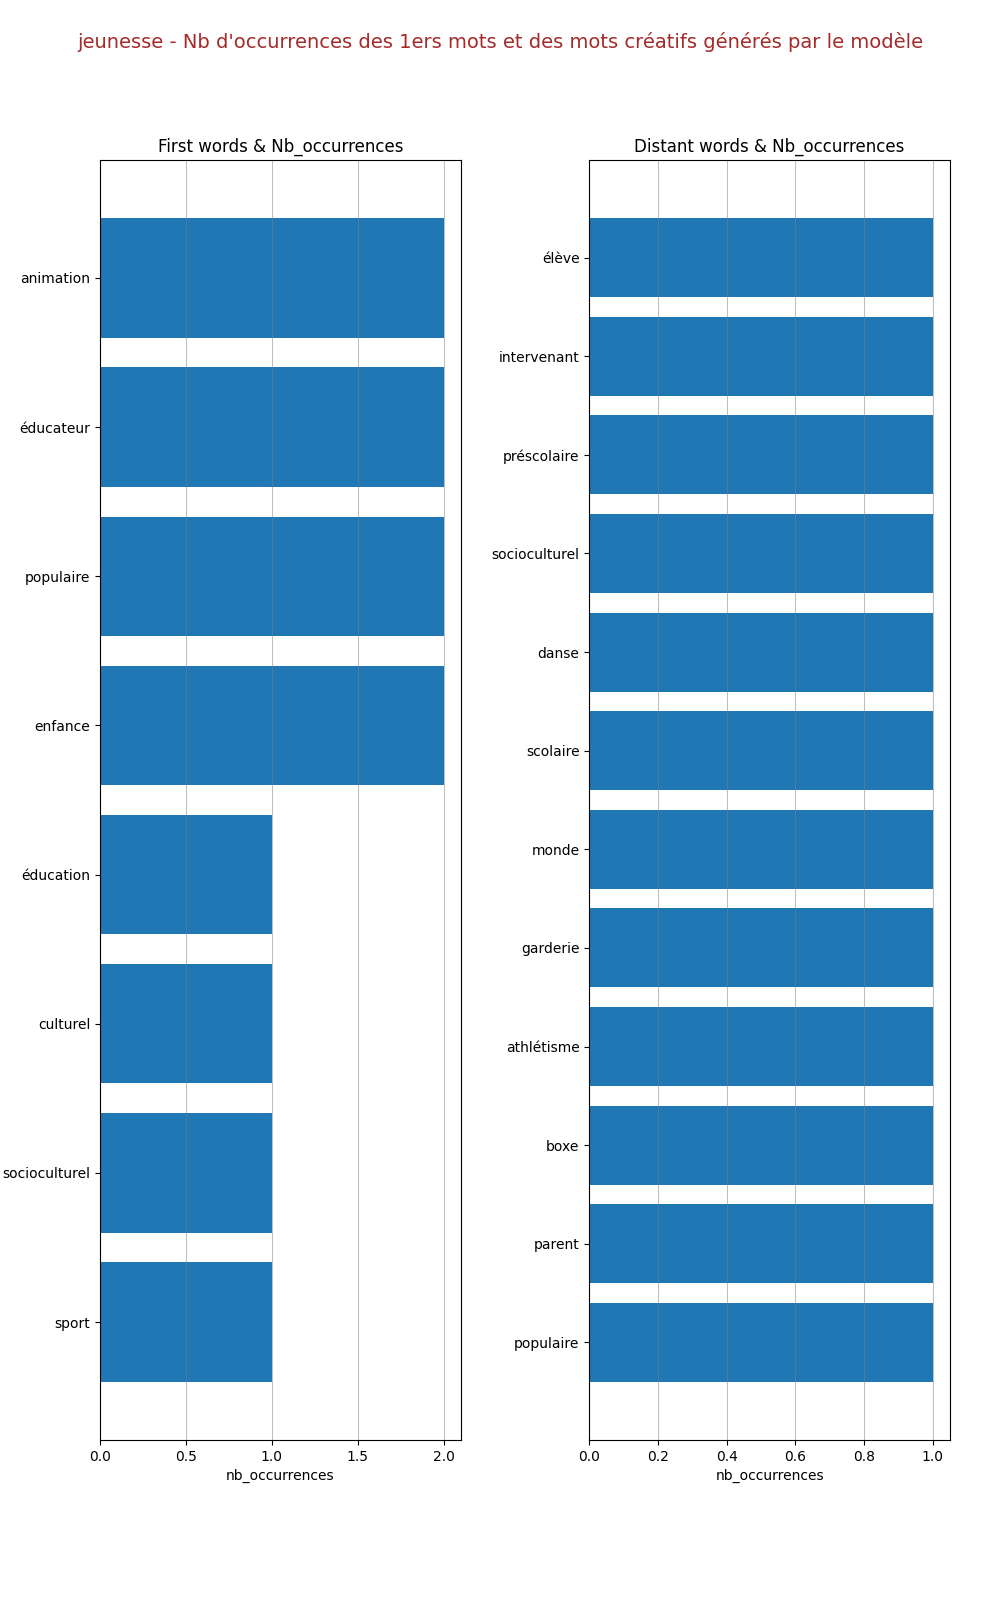 jeunesse - Nb d'occurrences des 1ers mots et des mots créatifs générés par le modèle
First words & Nb_occurrences
animation
éducateur
populaire
enfance
éducation
culturel
socioculturel
sport
0.0 0.5 1.0 1.5 2.0
nb_occurrences
Distant words & Nb_occurrences
élève
intervenant
préscolaire
socioculturel
danse
scolaire
monde
garderie
athlétisme
boxe
parent
populaire
0.0 0.2 0.4 0.6 0.8 1.0
nb_occurrences